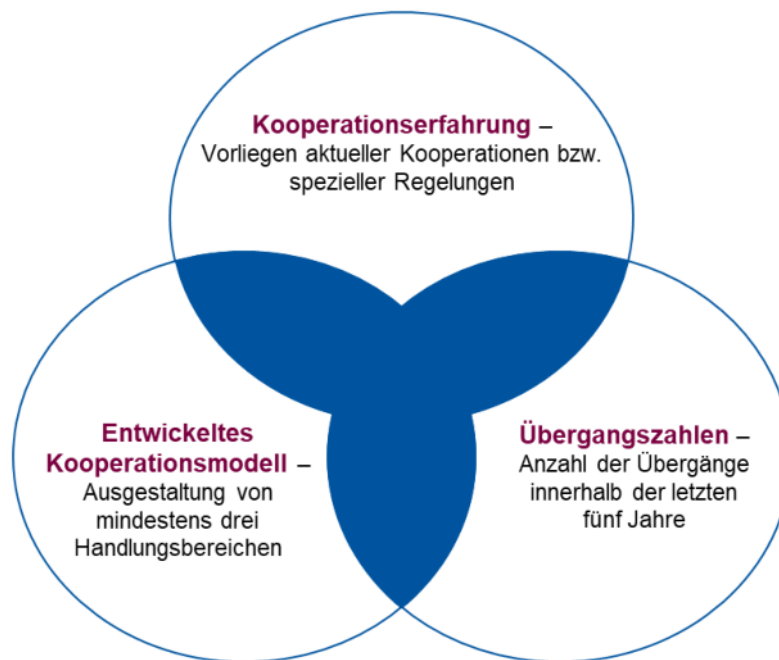 Kooperationserfahrung –
Vorliegen aktueller Kooperationen bzw.
spezieller Regelungen
Entwickeltes
Kooperationsmodell –
Ausgestaltung von
mindestens drei
Handlungsbereichen
Übergangszahlen –
Anzahl der Übergänge
innerhalb der letzten
fünf Jahre